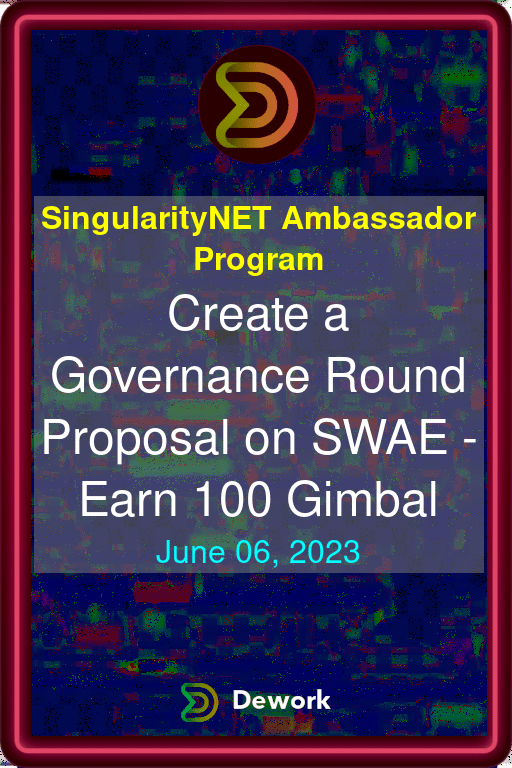 SingularityNET Ambassador
Program
Create a
Governance Round
Proposal on SWAE -
Earn 100 Gimbal
June 06, 2023
Dework